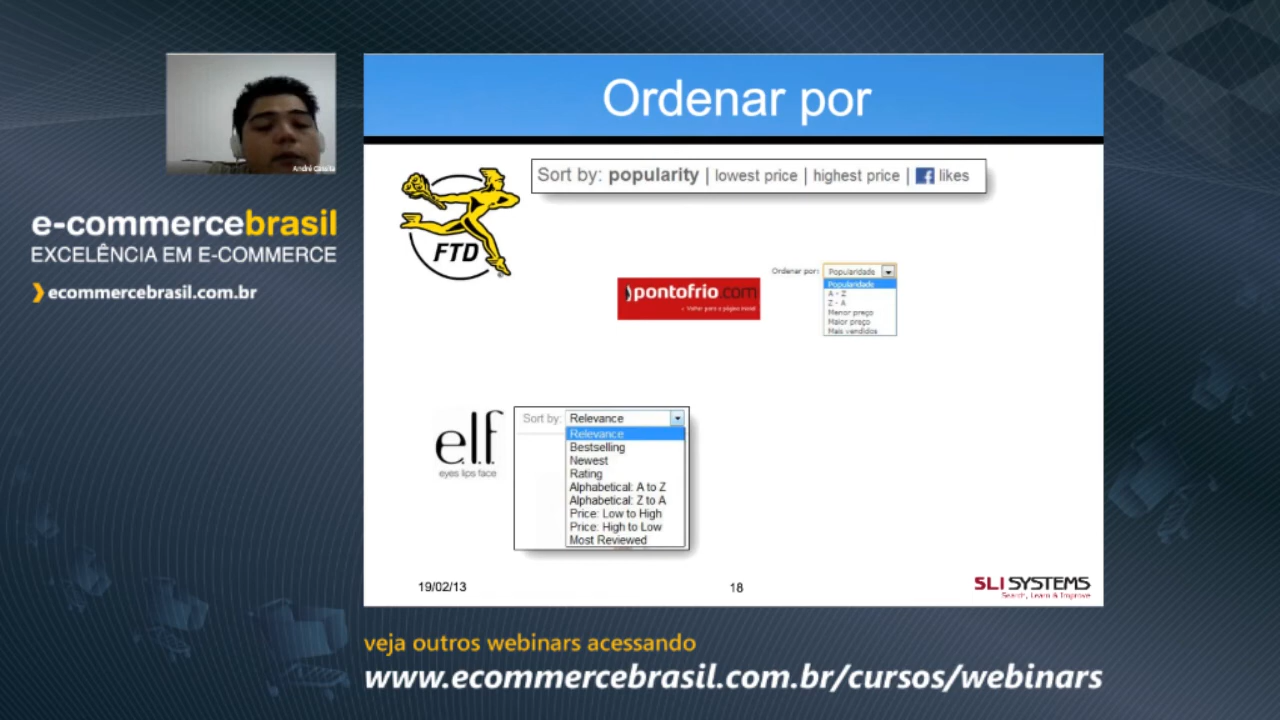 Ordenar por
Sort by: popularity | lowest price | highest price | f likes
FTD
e-commercebrasil
EXCELÊNCIA EM E-COMMERCE
ecommercebrasil.com.br
pontofrio.com
Ordenar por:
Popularidade
Popularidade
A - Z
Z - A
Menor preço
Maior preço
Mais vendidos
e.l.f
eyes lips face
Sort by:
Relevance
Relevance
Bestselling
Newest
Rating
Alphabetical: A to Z
Alphabetical: Z to A
Price: Low to High
Price: High to Low
Most Reviewed
19/02/13
18
SLI SYSTEMS
Search, Learn & Improve
veja outros webinars acessando
www.ecommercebrasil.com.br/cursos/webinars